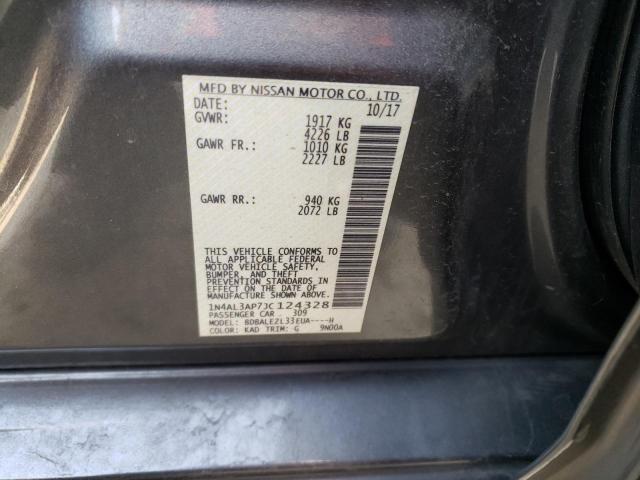 MFD BY NISSAN MOTOR CO., LTD.
DATE: 10/17
GVWR: 1917 KG
4226 LB
GAWR FR.: 1010 KG
2227 LB
GAWR RR.: 940 KG
2072 LB
THIS VEHICLE CONFORMS TO
ALL APPLICABLE FEDERAL
MOTOR VEHICLE SAFETY,
BUMPER, AND THEFT
PREVENTION STANDARDS IN
EFFECT ON THE DATE OF
MANUFACTURE SHOWN ABOVE.
1N4AL3AP7JC124328
PASSENGER CAR 309
MODEL: BDBALEZL33EUA----H
COLOR: KAD TRIM: G 9N00A